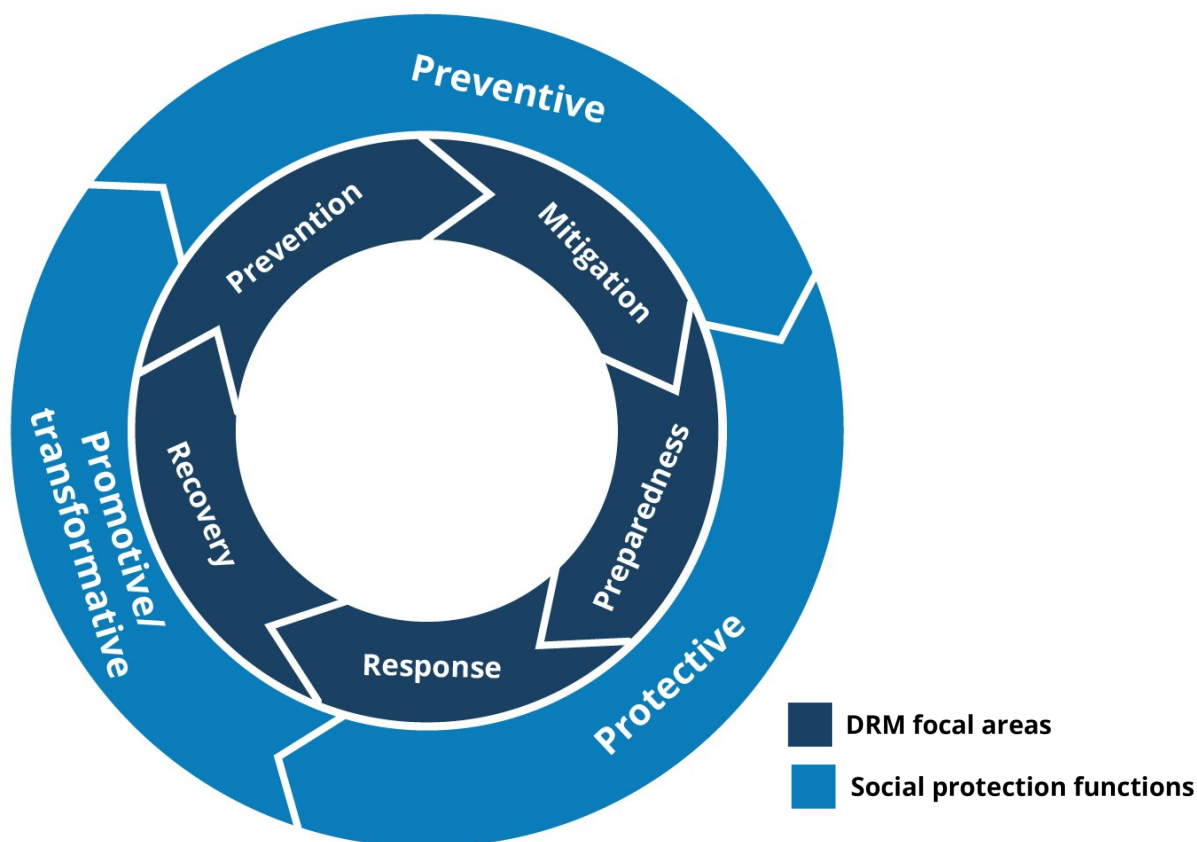 Preventive
Prevention
Mitigation
Preparedness
Response
Recovery
Protective
Promotive/
transformative
DRM focal areas
Social protection functions